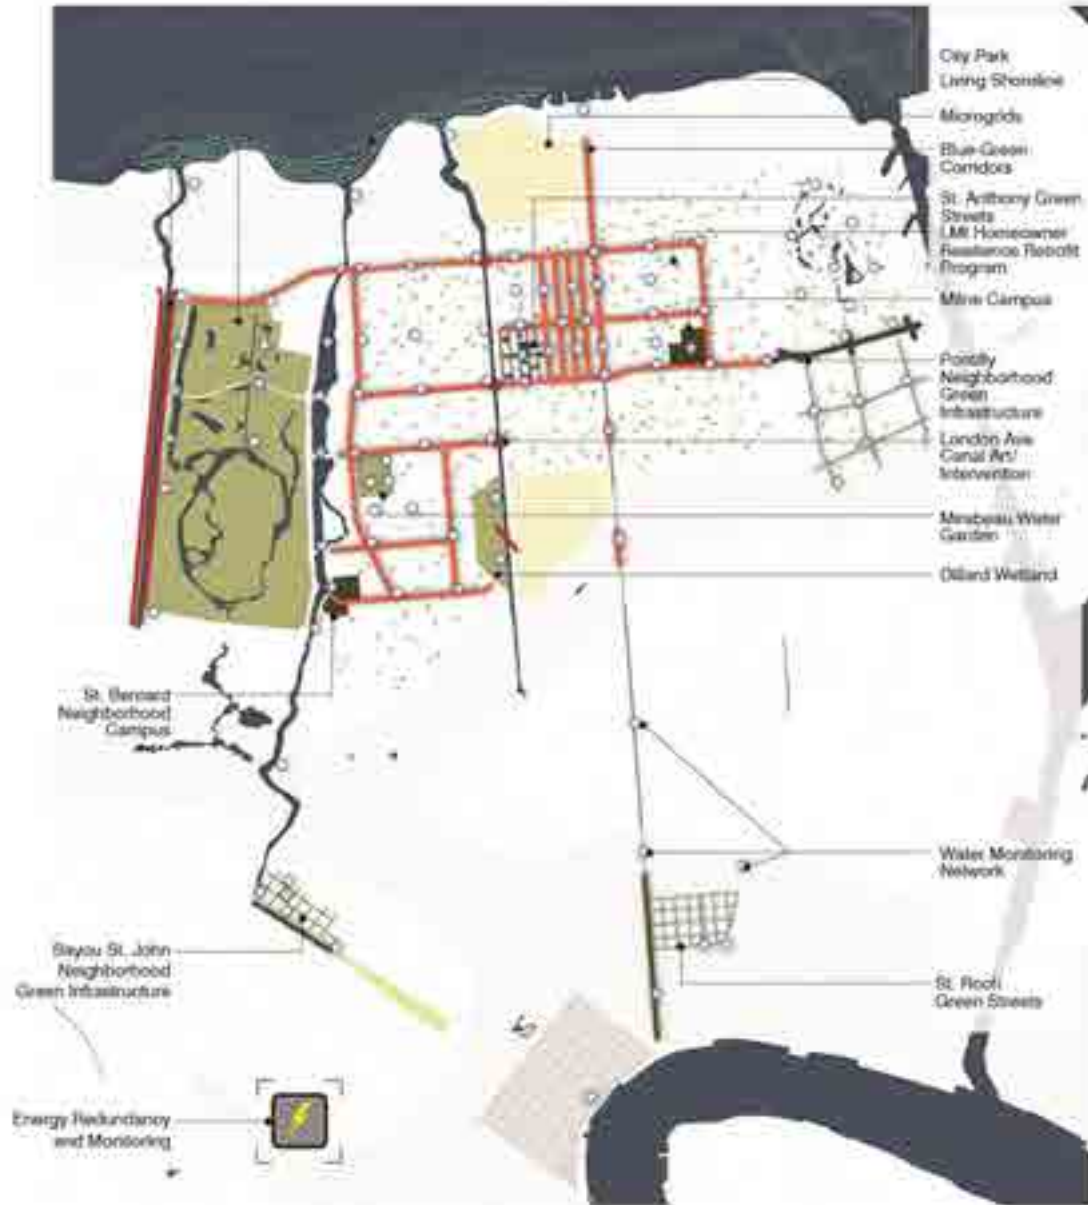 City Park
Living Shoreline
Microgrids
Blue-Green
Corridors
St. Anthony Green
Streets
LMI Homeowner
Resilience Retrofit
Program
Milne Campus
Pontilly
Neighborhood
Green
Infrastructure
London Ave
Canal Art/
Intervention
Mirabeau Water
Garden
Dillard Wetland
St. Bernard
Neighborhood
Campus
Water Monitoring
Network
Bayou St. John
Neighborhood
Green Infrastructure
St. Roch
Green Streets
Energy Redundancy
and Monitoring